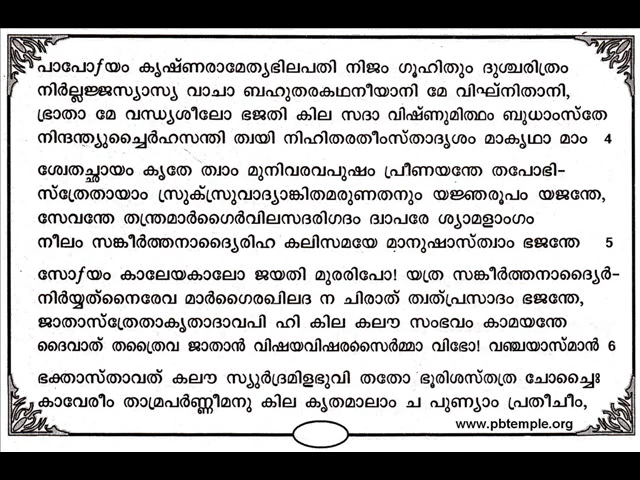 പാപോƒയം കൃഷ്ണരാമേത്യഭിലപതി നിജം ഗൂഹിതും ദുശ്ചരിത്രം
നിർല്ലജ്ജസ്യാസ്യ വാചാ ബഹുതരകഥനീയാനി മേ വിഘ്നിതാനി,
ഭ്രാതാ മേ വന്ധ്യശീലോ ഭജതി കില സദാ വിഷ്ണുമിത്ഥം ബുധാംസ്തേ
നിന്ദന്ത്യുച്ചൈർഹസന്തി ത്വയി നിഹിതരതീംസ്താദൃശം മാകൃഥാ മാം 4
ശ്വേതച്ഛായം കൃതേ ത്വാം മുനിവരവപുഷം പ്രീണയന്തേ തപോഭി–
സ്ത്രേതായാം സ്രുക്സ്രുവാദ്യാങ്കിതമരുണതനും യജ്ഞരൂപം യജന്തേ,
സേവന്തേ തന്ത്രമാർഗൈർവിലസദരിഗദം ദ്വാപരേ ശ്യാമളാംഗം
നീലം സങ്കീർത്തനാദ്യൈരിഹ കലിസമയേ മാനുഷാസ്ത്വാം ഭജന്തേ 5
സോƒയം കാലേയകാലോ ജയതി മുരരിപോ! യത്ര സങ്കീർത്തനാദ്യൈർ–
നിർയ്യത്നൈരേവ മാർഗൈരഖിലദ ന ചിരാത് ത്വത്പ്രസാദം ഭജന്തേ,
ജാതാസ്ത്രേതാകൃതാദാവപി ഹി കില കലൗ സംഭവം കാമയന്തേ
ദൈവാത് തത്രൈവ ജാതാൻ വിഷയവിഷരസൈർമ്മാ വിഭോ! വഞ്ചയാസ്മാൻ 6
ഭക്താസ്താവത് കലൗ സ്യുർദ്രമിളഭുവി തതോ ഭൂരിശസ്തത്ര ചോച്ചൈഃ
കാവേരീം താമ്രപർണ്ണീമനു കില കൃതമാലാം ച പുണ്യാം പ്രതീചീം,
www.pbtemple.org